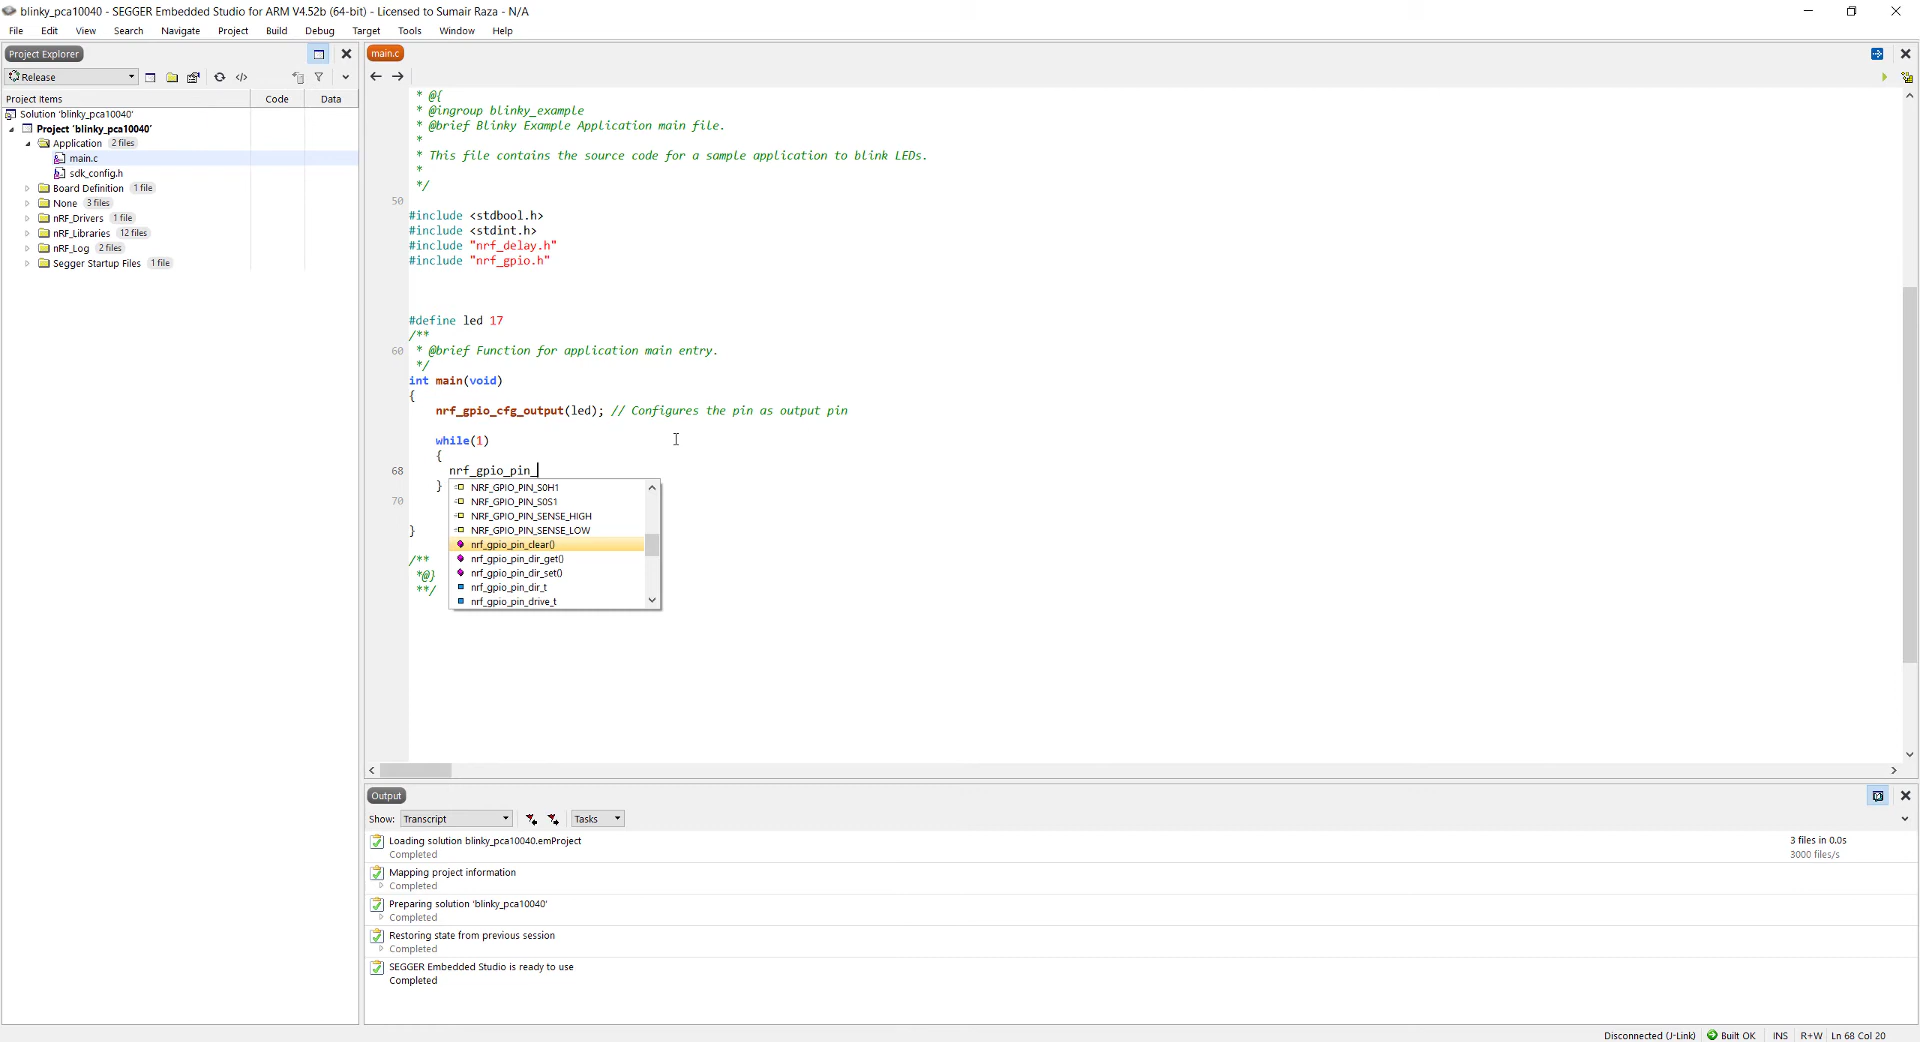 blinky_pca10040 - SEGGER Embedded Studio for ARM V4.52b (64-bit) - Licensed to Sumair Raza - N/A
File Edit View Search Navigate Project Build Debug Target Tools Window Help
Project Explorer
Release
Project Items Code Data
Solution 'blinky_pca10040'
Project 'blinky_pca10040'
Application 2 files
main.c
sdk_config.h
Board Definition 1 file
None 3 files
nRF_Drivers 1 file
nRF_Libraries 12 files
nRF_Log 2 files
Segger Startup Files 1 file
main.c
* @{
* @ingroup blinky_example
* @brief Blinky Example Application main file.
*
* This file contains the source code for a sample application to blink LEDs.
*
*/
50
#include <stdbool.h>
#include <stdint.h>
#include "nrf_delay.h"
#include "nrf_gpio.h"
#define led 17
/**
60 * @brief Function for application main entry.
*/
int main(void)
{
nrf_gpio_cfg_output(led); // Configures the pin as output pin
while(1)
{
68 nrf_gpio_pin_
}
70
}
/**
*@}
**/
NRF_GPIO_PIN_S0H1
NRF_GPIO_PIN_S0S1
NRF_GPIO_PIN_SENSE_HIGH
NRF_GPIO_PIN_SENSE_LOW
nrf_gpio_pin_clear()
nrf_gpio_pin_dir_get()
nrf_gpio_pin_dir_set()
nrf_gpio_pin_dir_t
nrf_gpio_pin_drive_t
Output
Show: Transcript Tasks
Loading solution blinky_pca10040.emProject 3 files in 0.0s
Completed 3000 files/s
Mapping project information
Completed
Preparing solution 'blinky_pca10040'
Completed
Restoring state from previous session
Completed
SEGGER Embedded Studio is ready to use
Completed
Disconnected (J-Link) Built OK INS R+W Ln 68 Col 20